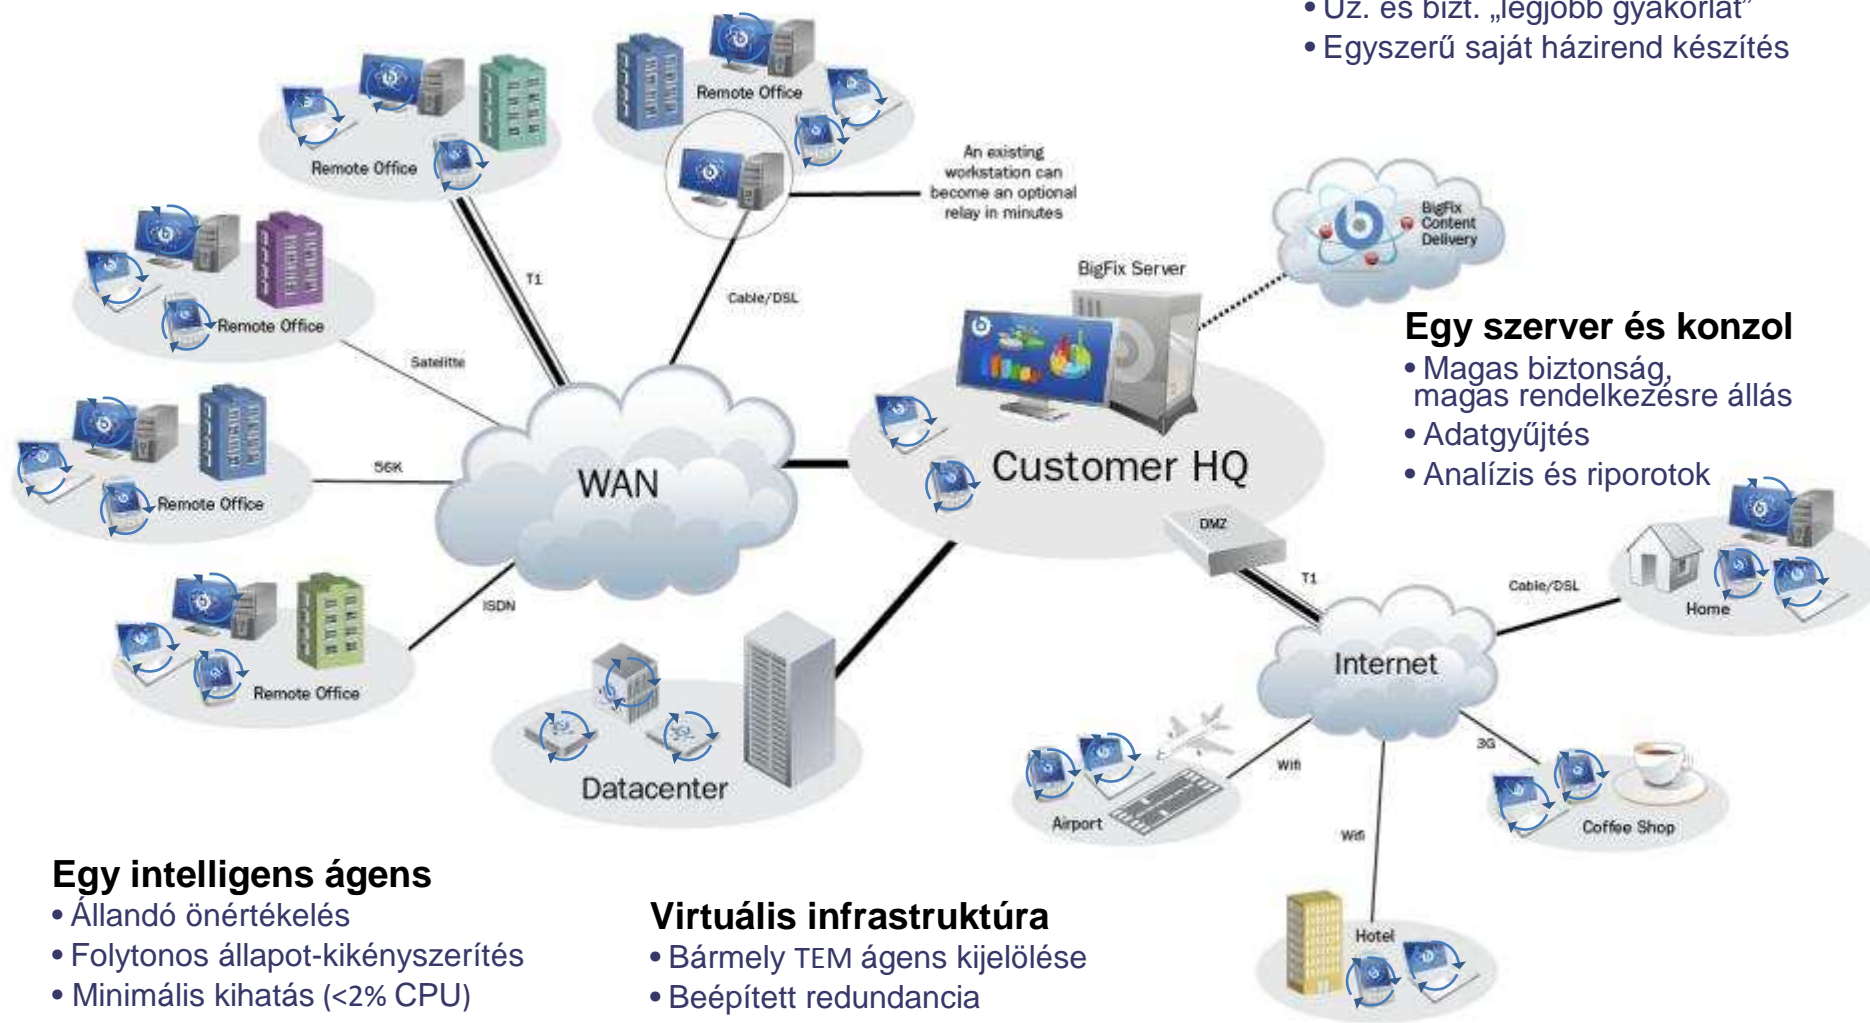 • Üz. és bizt. „legjobb gyakorlat”
• Egyszerű saját házirend készítés
Remote Office
Remote Office
An existing
workstation can
become an optional
relay in minutes
BigFix
Content
Delivery
BigFix Server
T1
Cable/DSL
Remote Office
Satelitte
Egy szerver és konzol
• Magas biztonság,
magas rendelkezésre állás
• Adatgyűjtés
• Analízis és riporotok
56K
WAN
Customer HQ
Remote Office
DMZ
T1
Cable/DSL
Home
ISDN
Remote Office
Internet
Datacenter
Wifi
3G
Airport
Wifi
Coffee Shop
Hotel
Egy intelligens ágens
• Állandó önértékelés
• Folytonos állapot-kikényszerítés
• Minimális kihatás (<2% CPU)
Virtuális infrastruktúra
• Bármely TEM ágens kijelölése
• Beépített redundancia